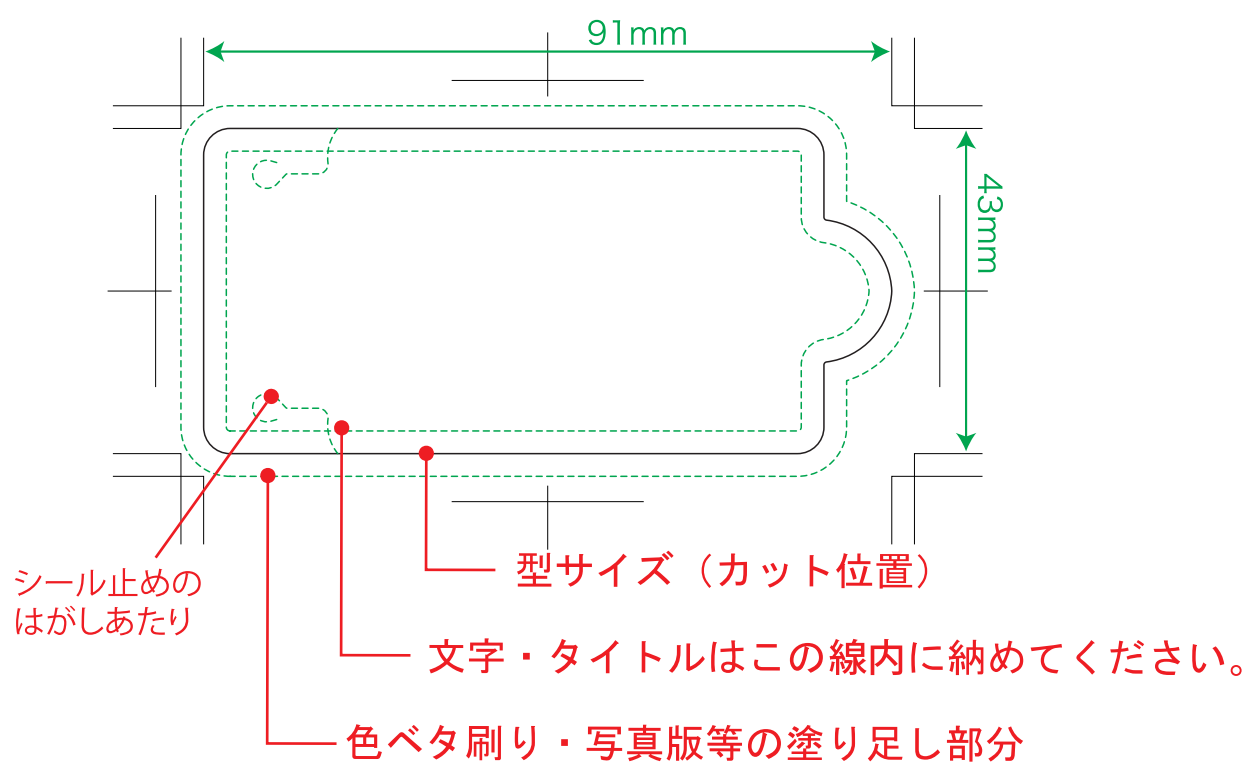 91mm
43mm
シール止めの
はがしあたり
型サイズ（カット位置）
文字・タイトルはこの線内に納めてください。
色ベタ刷り・写真版等の塗り足し部分